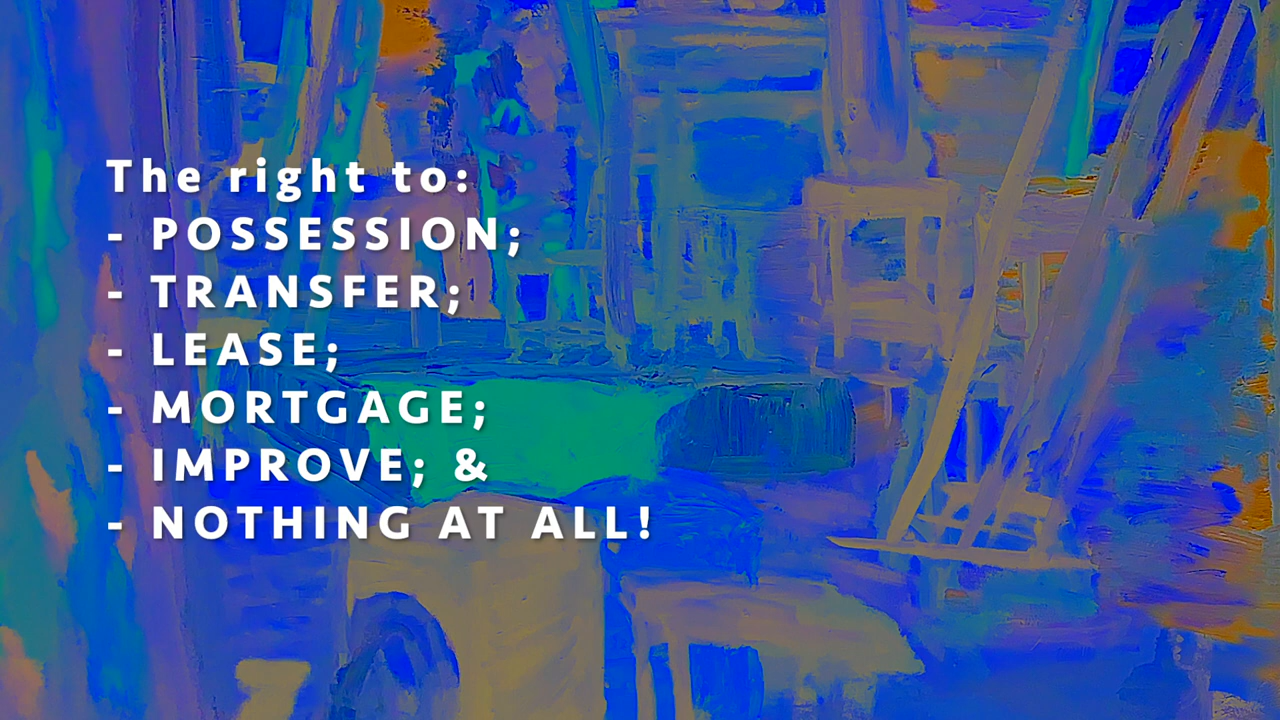 The right to:
- POSSESSION;
- TRANSFER;
- LEASE;
- MORTGAGE;
- IMPROVE; &
- NOTHING AT ALL!